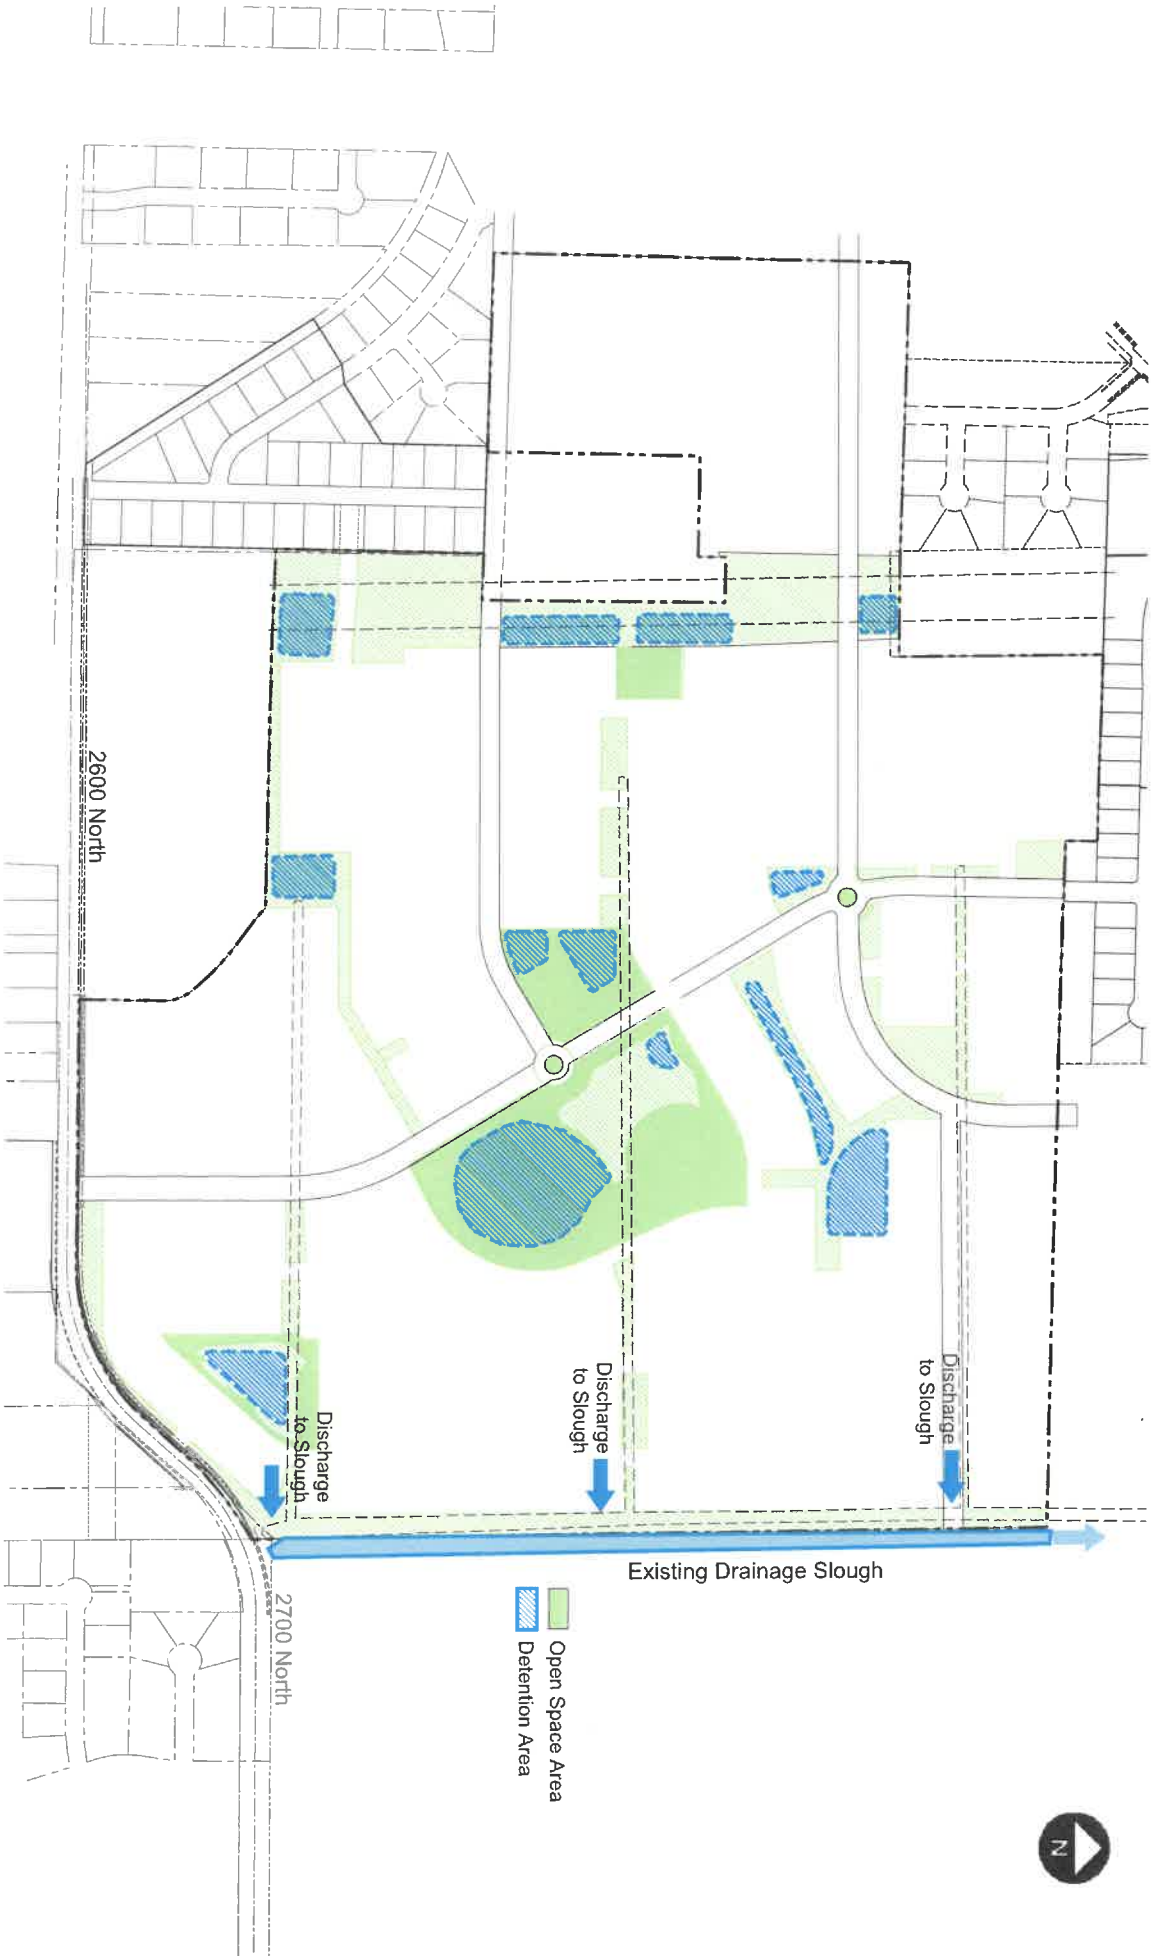 2600 North
Discharge
to Slough
Discharge
to Slough
Discharge
to Slough
Existing Drainage Slough
2700 North
Open Space Area
Detention Area
N